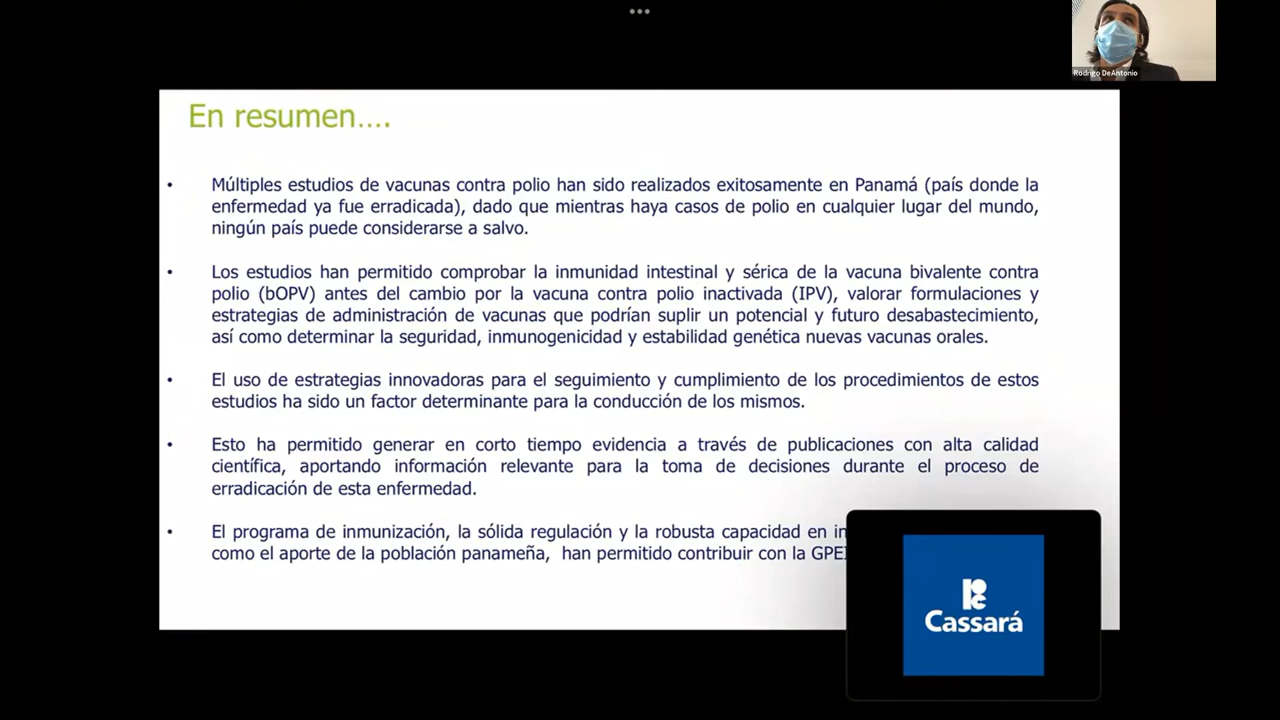 Rodrigo DeAntonio
En resumen….
• Múltiples estudios de vacunas contra polio han sido realizados exitosamente en Panamá (país donde la
enfermedad ya fue erradicada), dado que mientras haya casos de polio en cualquier lugar del mundo,
ningún país puede considerarse a salvo.
• Los estudios han permitido comprobar la inmunidad intestinal y sérica de la vacuna bivalente contra
polio (bOPV) antes del cambio por la vacuna contra polio inactivada (IPV), valorar formulaciones y
estrategias de administración de vacunas que podrían suplir un potencial y futuro desabastecimiento,
así como determinar la seguridad, inmunogenicidad y estabilidad genética nuevas vacunas orales.
• El uso de estrategias innovadoras para el seguimiento y cumplimiento de los procedimientos de estos
estudios ha sido un factor determinante para la conducción de los mismos.
• Esto ha permitido generar en corto tiempo evidencia a través de publicaciones con alta calidad
científica, aportando información relevante para la toma de decisiones durante el proceso de
erradicación de esta enfermedad.
• El programa de inmunización, la sólida regulación y la robusta capacidad en
como el aporte de la población panameña, han permitido contribuir con la
Cassará